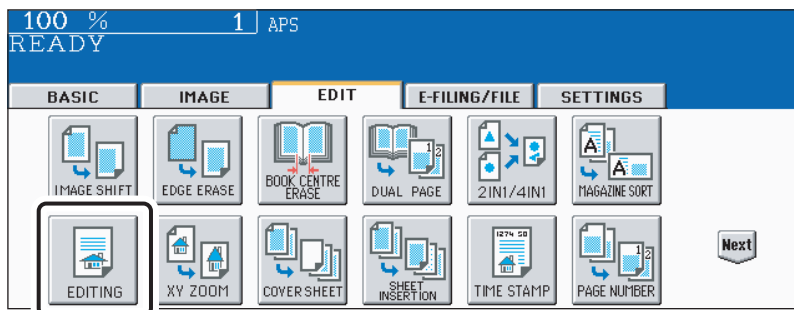 100 % 1 APS
READY
BASIC IMAGE EDIT E-FILING/FILE SETTINGS
IMAGE SHIFT EDGE ERASE BOOK CENTRE ERASE DUAL PAGE 2IN1/4IN1 MAGAZINE SORT
EDITING XY ZOOM COVER SHEET SHEET INSERTION TIME STAMP PAGE NUMBER Next